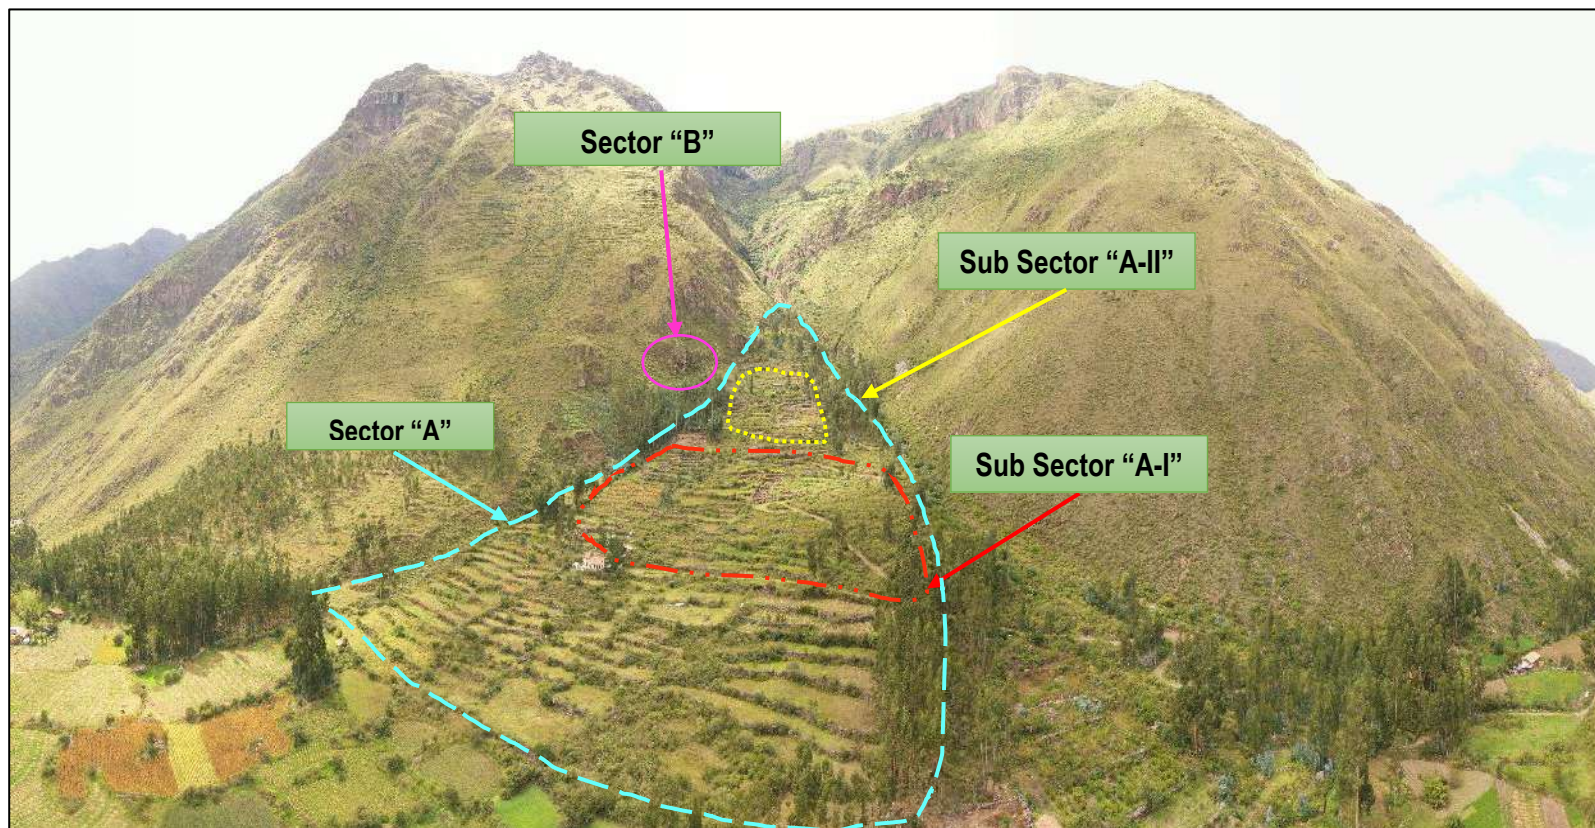 Sector “B”
Sub Sector “A-II”
Sector “A”
Sub Sector “A-I”